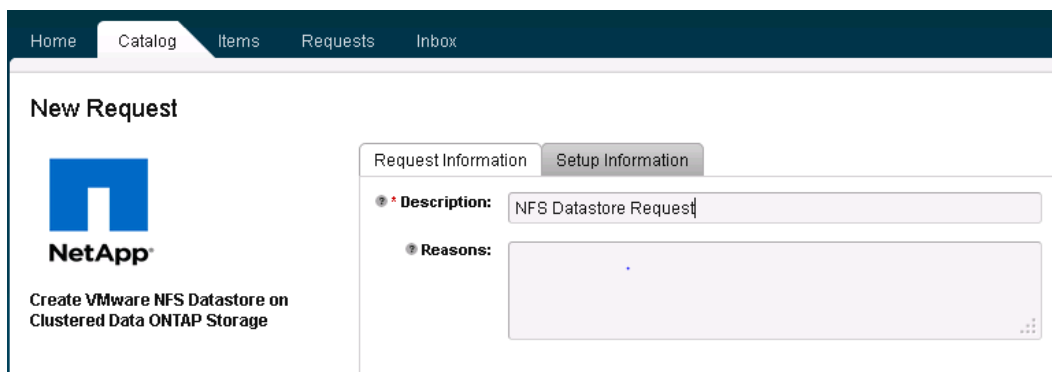 Home Catalog Items Requests Inbox
New Request
NetApp
Create VMware NFS Datastore on
Clustered Data ONTAP Storage
Request Information Setup Information
* Description: NFS Datastore Request
Reasons: